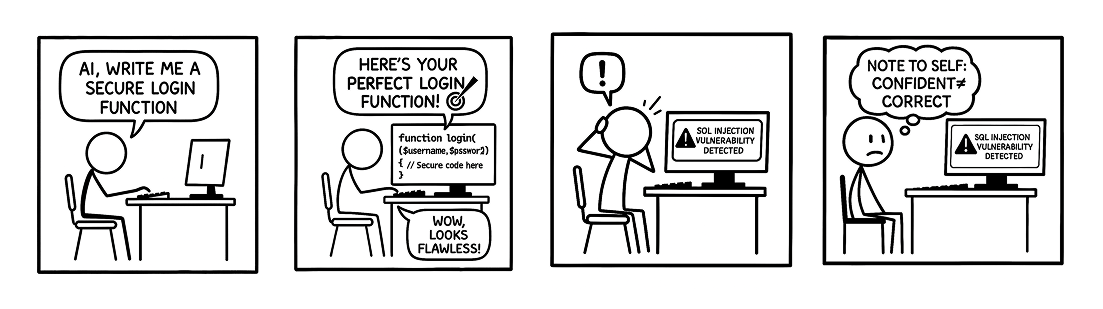 AI, WRITE ME A
SECURE LOGIN
FUNCTION
HERE'S YOUR
PERFECT LOGIN
FUNCTION!
function login(
($username,$psswor2)
{ // Secure code here
}
WOW,
LOOKS
FLAWLESS!
!
SQL INJECTION
VULNERABILITY
DETECTED
NOTE TO SELF:
CONFIDENT≠
CORRECT
SQL INJECTION
VULNERABILITY
DETECTED